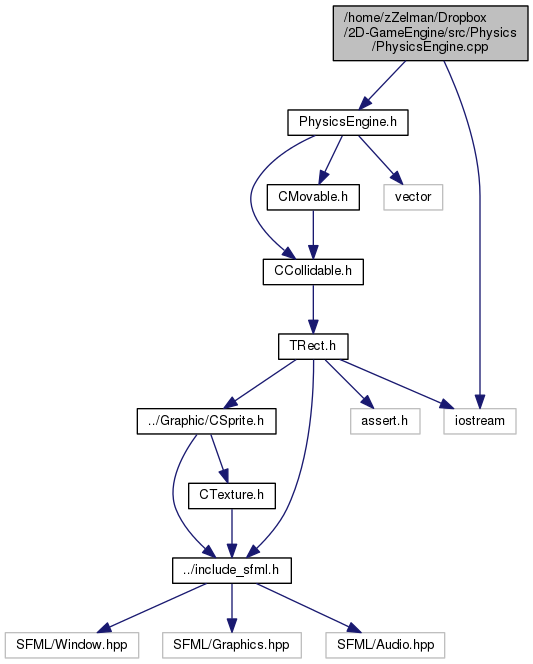 /home/zZelman/Dropbox
/2D-GameEngine/src/Physics
/PhysicsEngine.cpp
PhysicsEngine.h
CMovable.h
vector
CCollidable.h
TRect.h
../Graphic/CSprite.h
assert.h
iostream
CTexture.h
../include_sfml.h
SFML/Window.hpp
SFML/Graphics.hpp
SFML/Audio.hpp